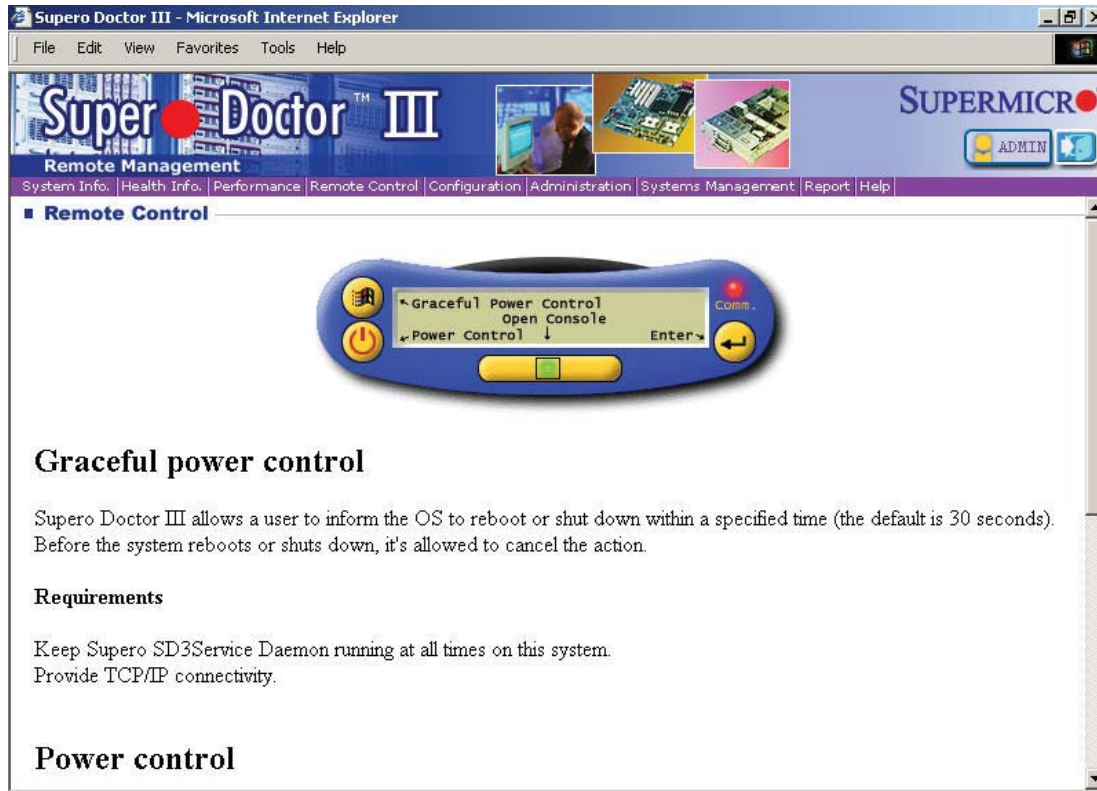 Supero Doctor III - Microsoft Internet Explorer
File Edit View Favorites Tools Help
Super Doctor™ III
Remote Management
SUPERMICR
ADMIN
System Info. Health Info. Performance Remote Control Configuration Administration Systems Management Report Help
Remote Control
Graceful Power Control
Open Console
Power Control ↓ Enter
Comm.
Graceful power control
Supero Doctor III allows a user to inform the OS to reboot or shut down within a specified time (the default is 30 seconds).
Before the system reboots or shuts down, it's allowed to cancel the action.
Requirements
Keep Supero SD3Service Daemon running at all times on this system.
Provide TCP/IP connectivity.
Power control